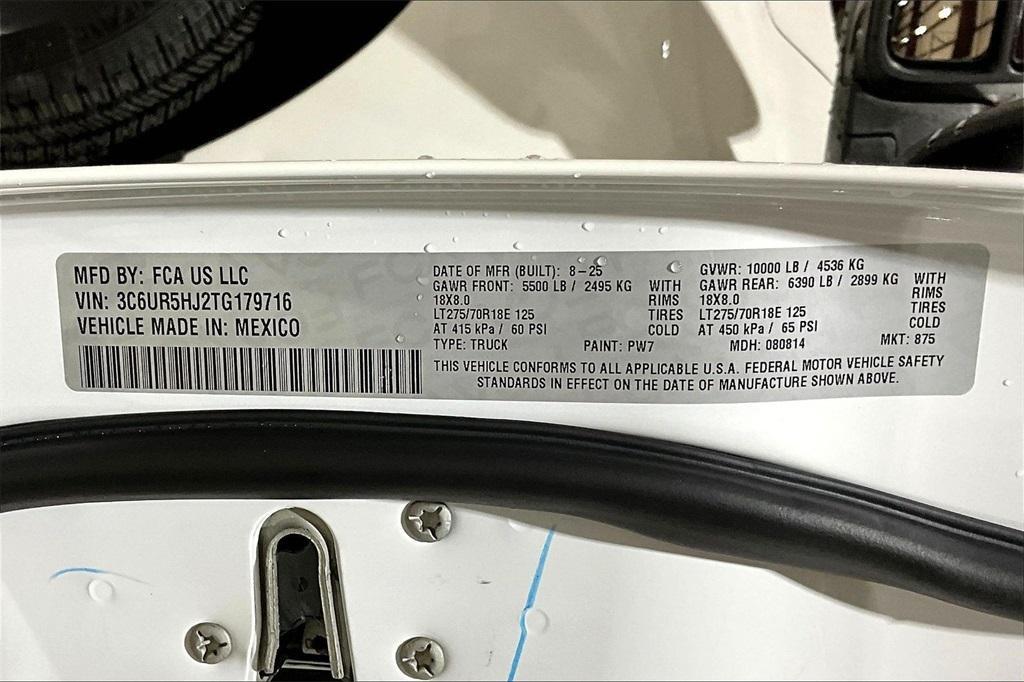 MFD BY: FCA US LLC
VIN: 3C6UR5HJ2TG179716
VEHICLE MADE IN: MEXICO
DATE OF MFR (BUILT): 8-25
GAWR FRONT: 5500 LB / 2495 KG WITH
18X8.0 RIMS
LT275/70R18E 125 TIRES
AT 415 kPa / 60 PSI COLD
TYPE: TRUCK PAINT: PW7
GVWR: 10000 LB / 4536 KG
GAWR REAR: 6390 LB / 2899 KG WITH
18X8.0 RIMS
LT275/70R18E 125 TIRES
AT 450 kPa / 65 PSI COLD
MDH: 080814 MKT: 875
THIS VEHICLE CONFORMS TO ALL APPLICABLE U.S.A. FEDERAL MOTOR VEHICLE SAFETY
STANDARDS IN EFFECT ON THE DATE OF MANUFACTURE SHOWN ABOVE.